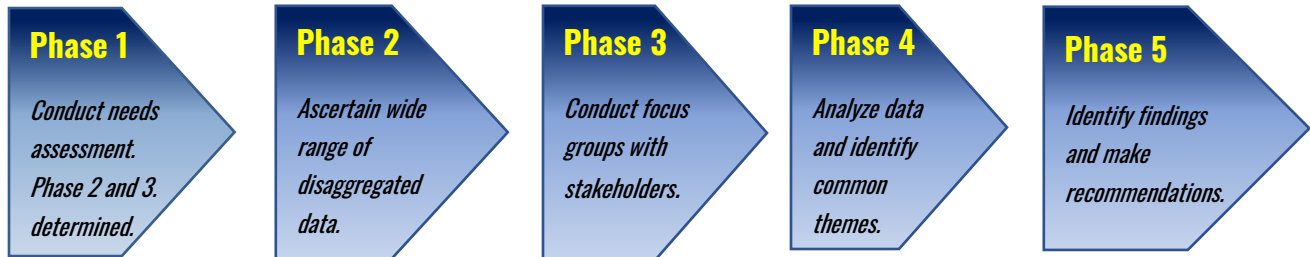 Phase 1
Conduct needs
assessment.
Phase 2 and 3.
determined.
Phase 2
Ascertain wide
range of
disaggregated
data.
Phase 3
Conduct focus
groups with
stakeholders.
Phase 4
Analyze data
and identify
common
themes.
Phase 5
Identify findings
and make
recommendations.